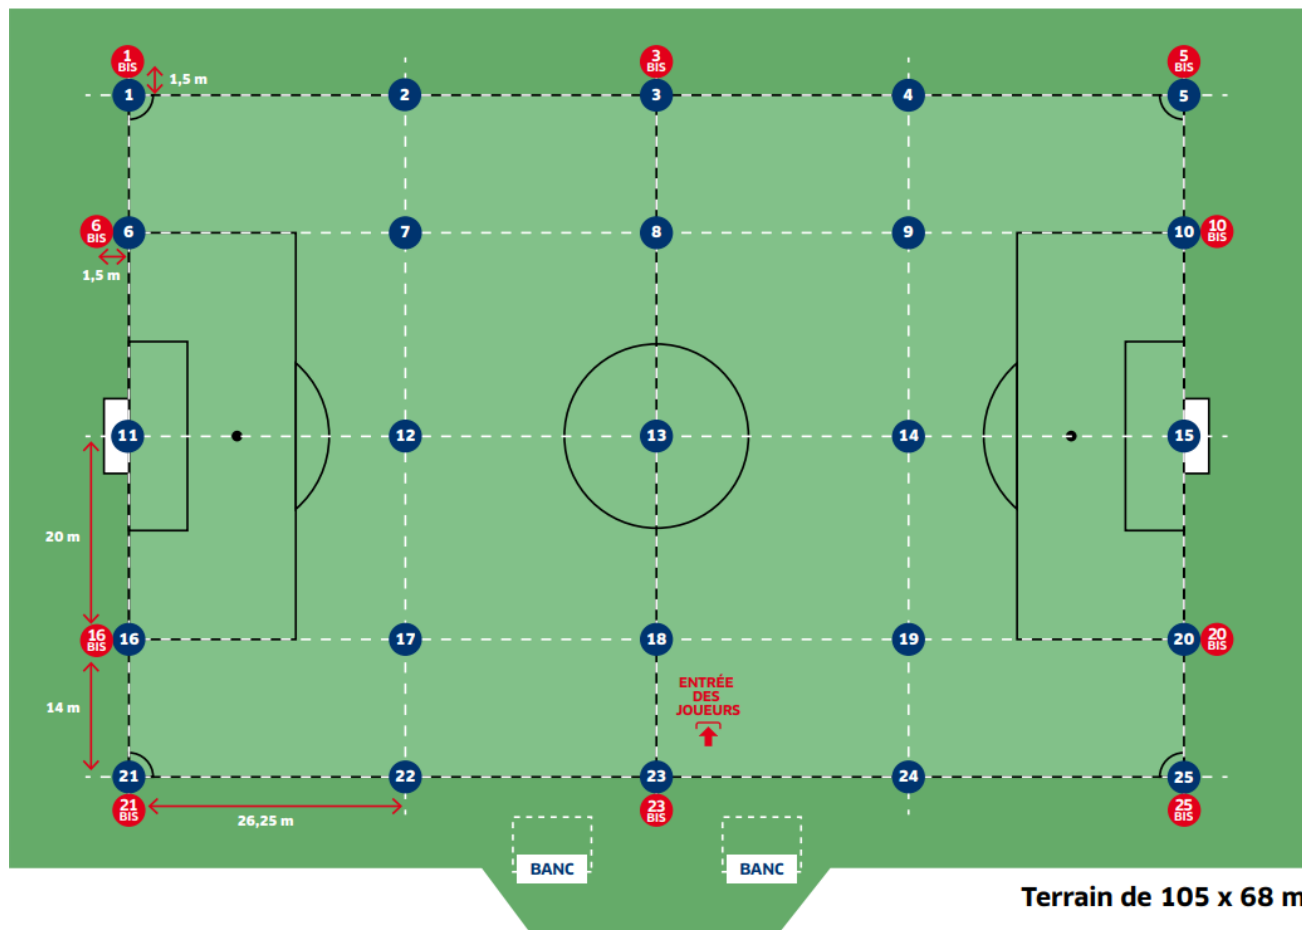 1
BIS
3
BIS
5
BIS
1,5 m
1 2 3 4 5
6
BIS
6 7 8 9 10
10
BIS
1,5 m
11 12 13 14 15
20 m
16
BIS
16 17 18 19 20
20
BIS
ENTRÉE
DES
JOUEURS
14 m
21 22 23 24 25
21
BIS
26,25 m
23
BIS
25
BIS
BANC BANC
Terrain de 105 x 68 m